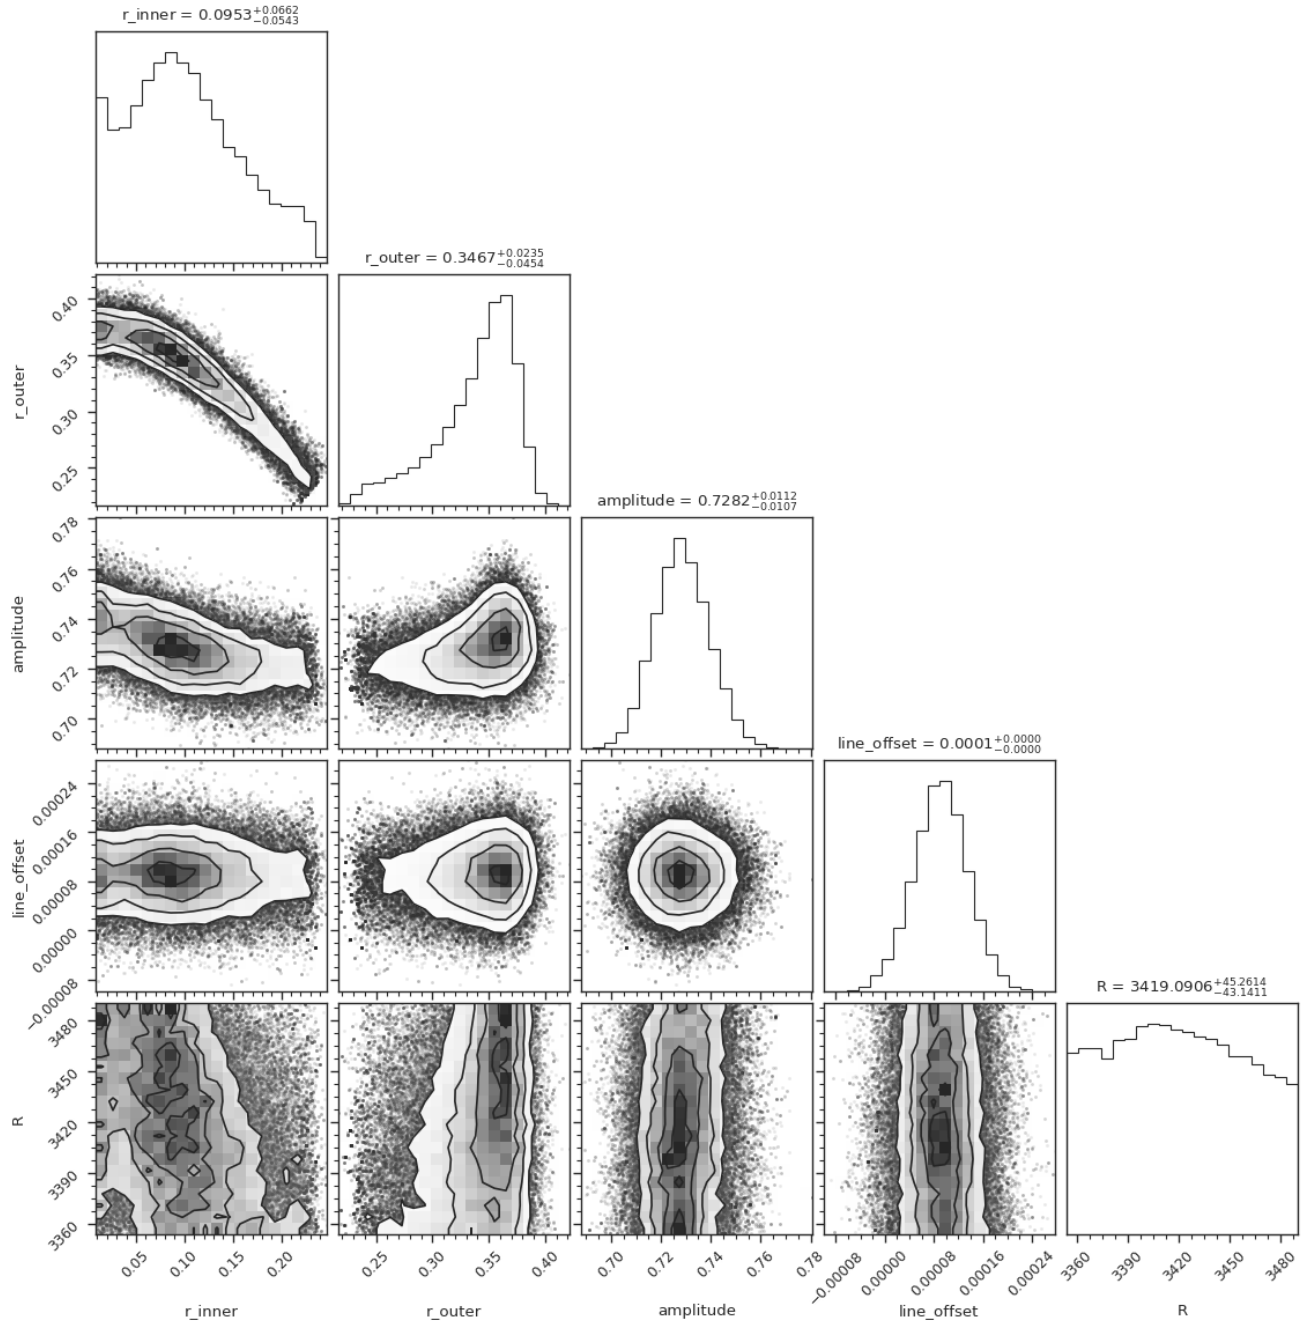 r_inner = 0.0953+0.0662 −0.0543
r_outer = 0.3467+0.0235 −0.0454
0.40
0.35
0.30
0.25
r_outer
amplitude = 0.7282+0.0112 −0.0107
0.78
0.76
0.74
0.72
0.70
amplitude
line_offset = 0.0001+0.0000 −0.0000
0.00024
0.00016
0.00008
0.00000
−0.00008
line_offset
R = 3419.0906+45.2614 −43.1411
3480
3450
3420
3390
3360
R
0.05 0.10 0.15 0.20
0.25 0.30 0.35 0.40
0.70 0.72 0.74 0.76 0.78
−0.00008 0.00000 0.00008 0.00016 0.00024
3360 3390 3420 3450 3480
r_inner r_outer amplitude line_offset R